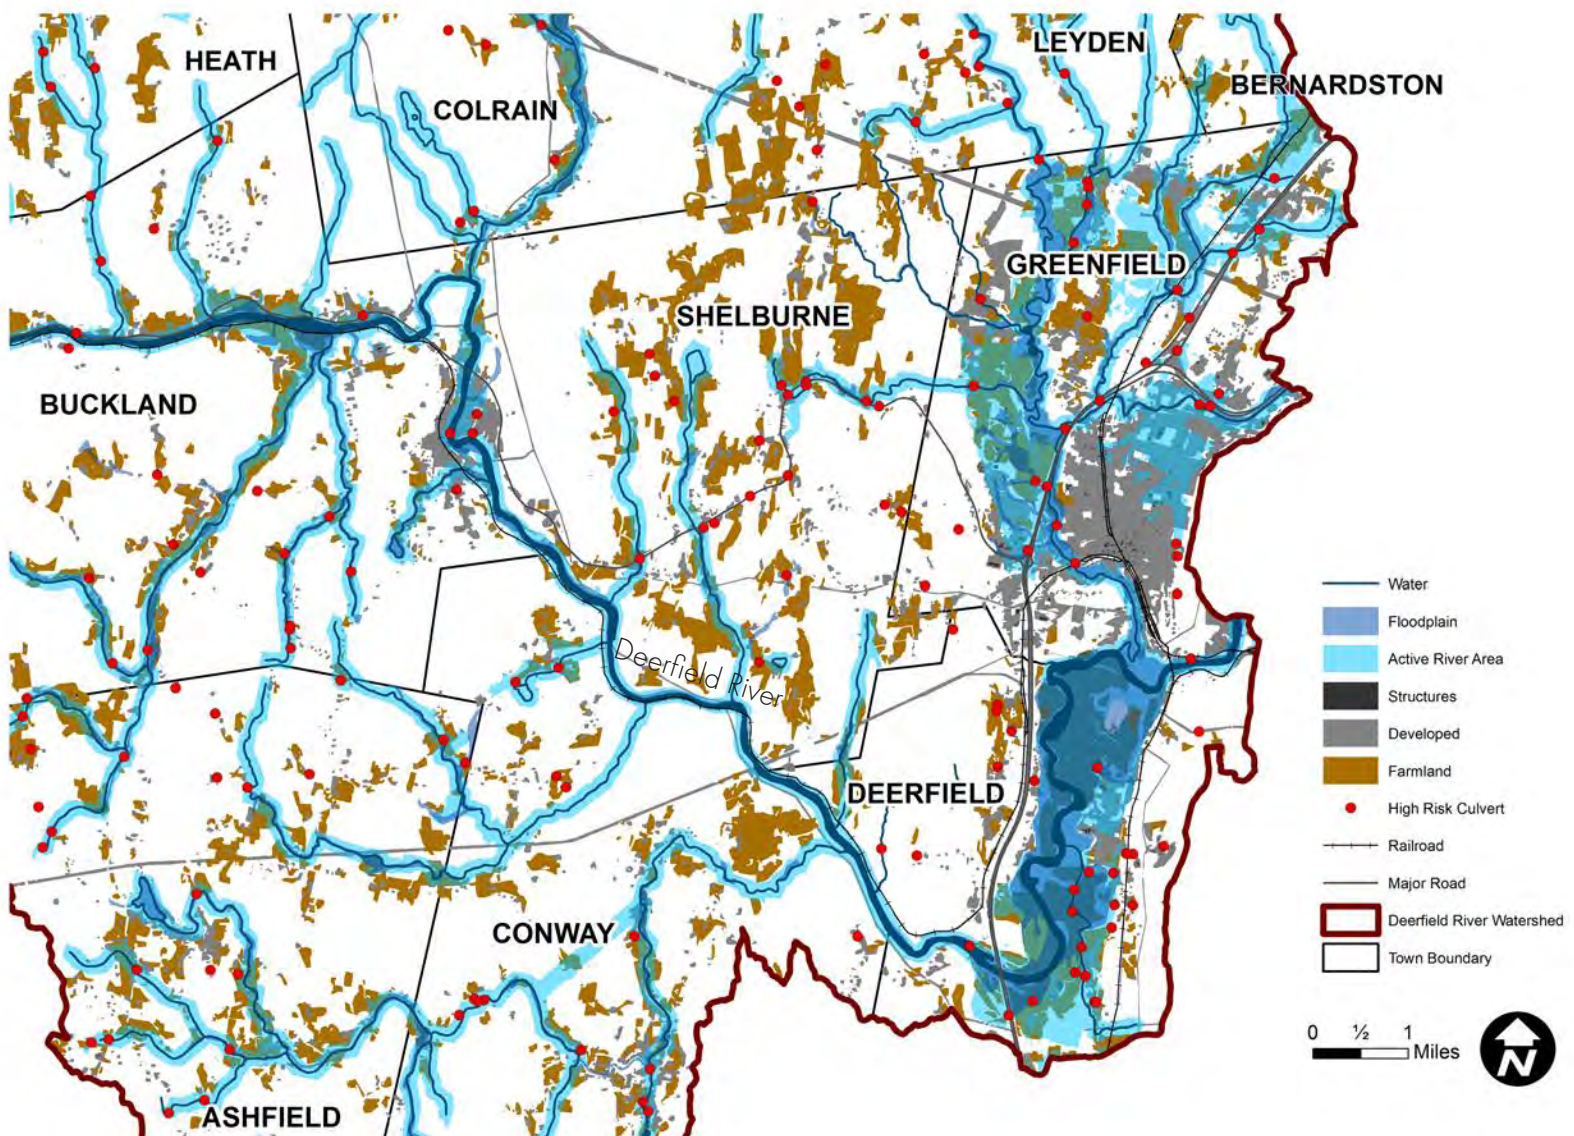 HEATH
COLRAIN
LEYDEN
BERNARDSTON
GREENFIELD
SHELBURNE
BUCKLAND
Deerfield River
DEERFIELD
CONWAY
ASHFIELD
Water
Floodplain
Active River Area
Structures
Developed
Farmland
High Risk Culvert
Railroad
Major Road
Deerfield River Watershed
Town Boundary
0 ½ 1
Miles
N